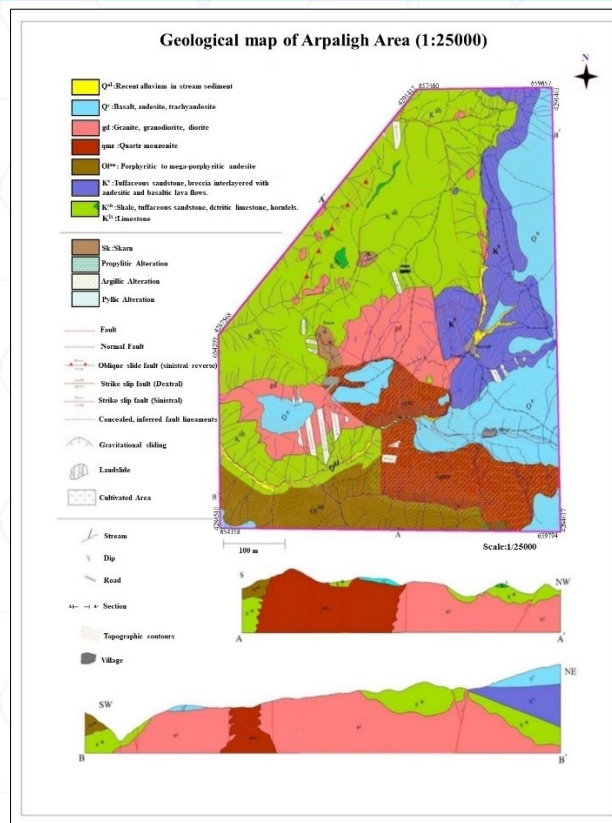 Geological map of Arpaligh Area (1:25000)
N
Qal :Recent alluvium in stream sediment
Qv :Basalt, andesite, trachyandesite
gd :Granite, granodiorite, diorite
qmz :Quartz monzonite
: Porphyritic to mega-porphyritic andesite
Kv :Tuffaceous sandstone, breccia interlayered with
andesitic and basaltic lava flows.
Ksh :Shale, tuffaceous sandstone, detritic limestone, hornfels.
Kls :Limestone
Sk :Skarn
Propylitic Alteration
Argillic Alteration
Pyllic Alteration
Fault
Normal Fault
Oblique slide fault (sinistral reverse)
Strike slip fault (Dextral)
Strike slip fault (Sinistral)
Concealed, inferred fault lineaments
Gravitational sliding
Landslide
Cultivated Area
Stream
Dip
Road
Section
Topographic contours
Village
657160
659657
A'
B'
B
A
654358
659794
4284617
100 m
Scale:1/25000
S
NW
A
A'
SW
NE
B
B'